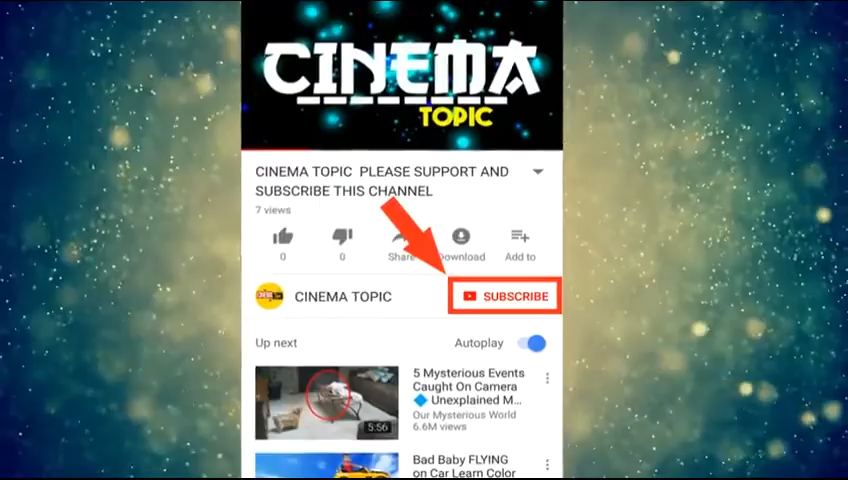 CINEMA
TOPIC
CINEMA TOPIC PLEASE SUPPORT AND
SUBSCRIBE THIS CHANNEL
7 views
0
0
Share
Download
Add to
CINEMA TOPIC
SUBSCRIBE
Up next
Autoplay
5 Mysterious Events
Caught On Camera
🔷 Unexplained M...
Our Mysterious World
6.6M views
5:56
Bad Baby FLYING
on Car Learn Color